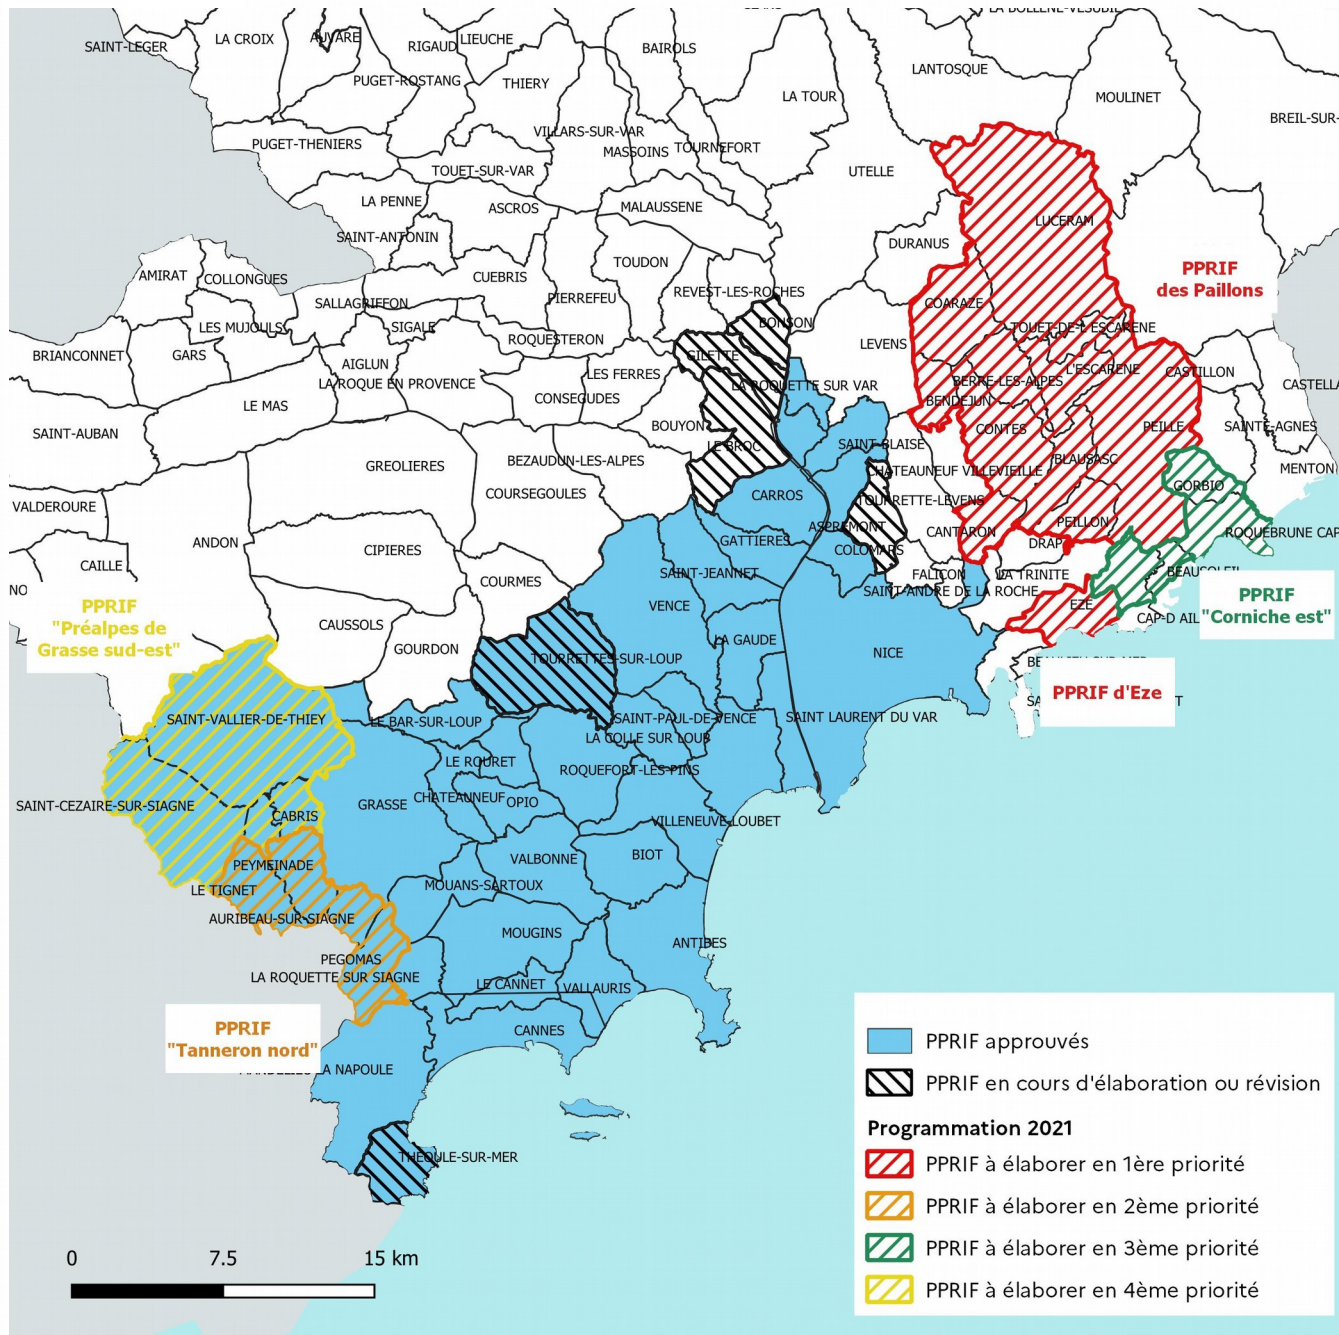 LA BOLLENE-VESUBIE
SAINT-LEGER
LA CROIX
AUVARE
RIGAUD
LIEUCHE
BAIROLS
PUGET-ROSTANG
THIERY
LANTOSQUE
LA TOUR
MOULINET
BREIL-SUR-
PUGET-THENIERS
VILLARS-SUR-VAR
MASSOINS
TOURNEFORT
TOUET-SUR-VAR
UTELLE
LA PENNE
ASCROS
MALAUSSENE
LUCERAM
SAINT-ANTONIN
DURANUS
AMIRAT
COLLONGUES
CUEBRIS
TOUDON
PPRIF
des Paillons
SALLAGRIFFON
PIERREFEU
REVEST-LES-ROCHES
COARAZE
LES MUJOULS
SIGALE
BONSON
TOUET-DE-L'ESCARENE
BRIANCONNET
GARS
AIGLUN
ROQUESTERON
GILETTE
LEVENS
LA ROQUE EN PROVENCE
LES FERRES
LA ROQUETTE SUR VAR
BERRE-LES-ALPES
L'ESCARENE
CASTILLON
CASTELLA
LE MAS
CONSEGUDES
BENDEJUN
SAINT-AUBAN
BOUYON
LE BROC
SAINT-BLAISE
CONTES
PEILLE
SAINTE-AGNES
GREOLIERES
BEZAUDUN-LES-ALPES
CHATEAUNEUF VILLEVIEILLE
BLAUSASC
MENTON
COURSEGOULES
CARROS
TOURRETTE-LEVENS
GORBIO
VALDEROURE
ASPREMONT
CANTARON
PEILLON
ROQUEBRUNE CAP
ANDON
CIPIERES
GATTIERES
COLOMARS
DRAP
CAILLE
COURMES
SAINT-JEANNET
FALICON
LA TRINITE
BEAUSOLEIL
NO
SAINT-ANDRE DE LA ROCHE
PPRIF
"Préalpes de
Grasse sud-est"
VENCE
EZE
PPRIF
"Corniche est"
CAUSSOLS
LA GAUDE
CAP-D AIL
GOURDON
TOURRETTES-SUR-LOUP
NICE
PPRIF d'Eze
SAINT-VALLIER-DE-THIEY
LE BAR-SUR-LOUP
SAINT-PAUL-DE-VENCE
SAINT LAURENT DU VAR
LA COLLE SUR LOUP
LE ROURET
ROQUEFORT-LES-PINS
SAINT-CEZAIRE-SUR-SIAGNE
GRASSE
CHATEAUNEUF
OPIO
CABRIS
VILLENEUVE-LOUBET
PEYMEINADE
VALBONNE
BIOT
LE TIGNET
MOUANS-SARTOUX
AURIBEAU-SUR-SIAGNE
MOUGINS
ANTIBES
PEGOMAS
LA ROQUETTE SUR SIAGNE
LE CANNET
VALLAURIS
PPRIF
"Tanneron nord"
CANNES
MANDELIEU LA NAPOULE
THEOULE-SUR-MER
PPRIF approuvés
PPRIF en cours d'élaboration ou révision
Programmation 2021
PPRIF à élaborer en 1ère priorité
PPRIF à élaborer en 2ème priorité
PPRIF à élaborer en 3ème priorité
PPRIF à élaborer en 4ème priorité
0 7.5 15 km